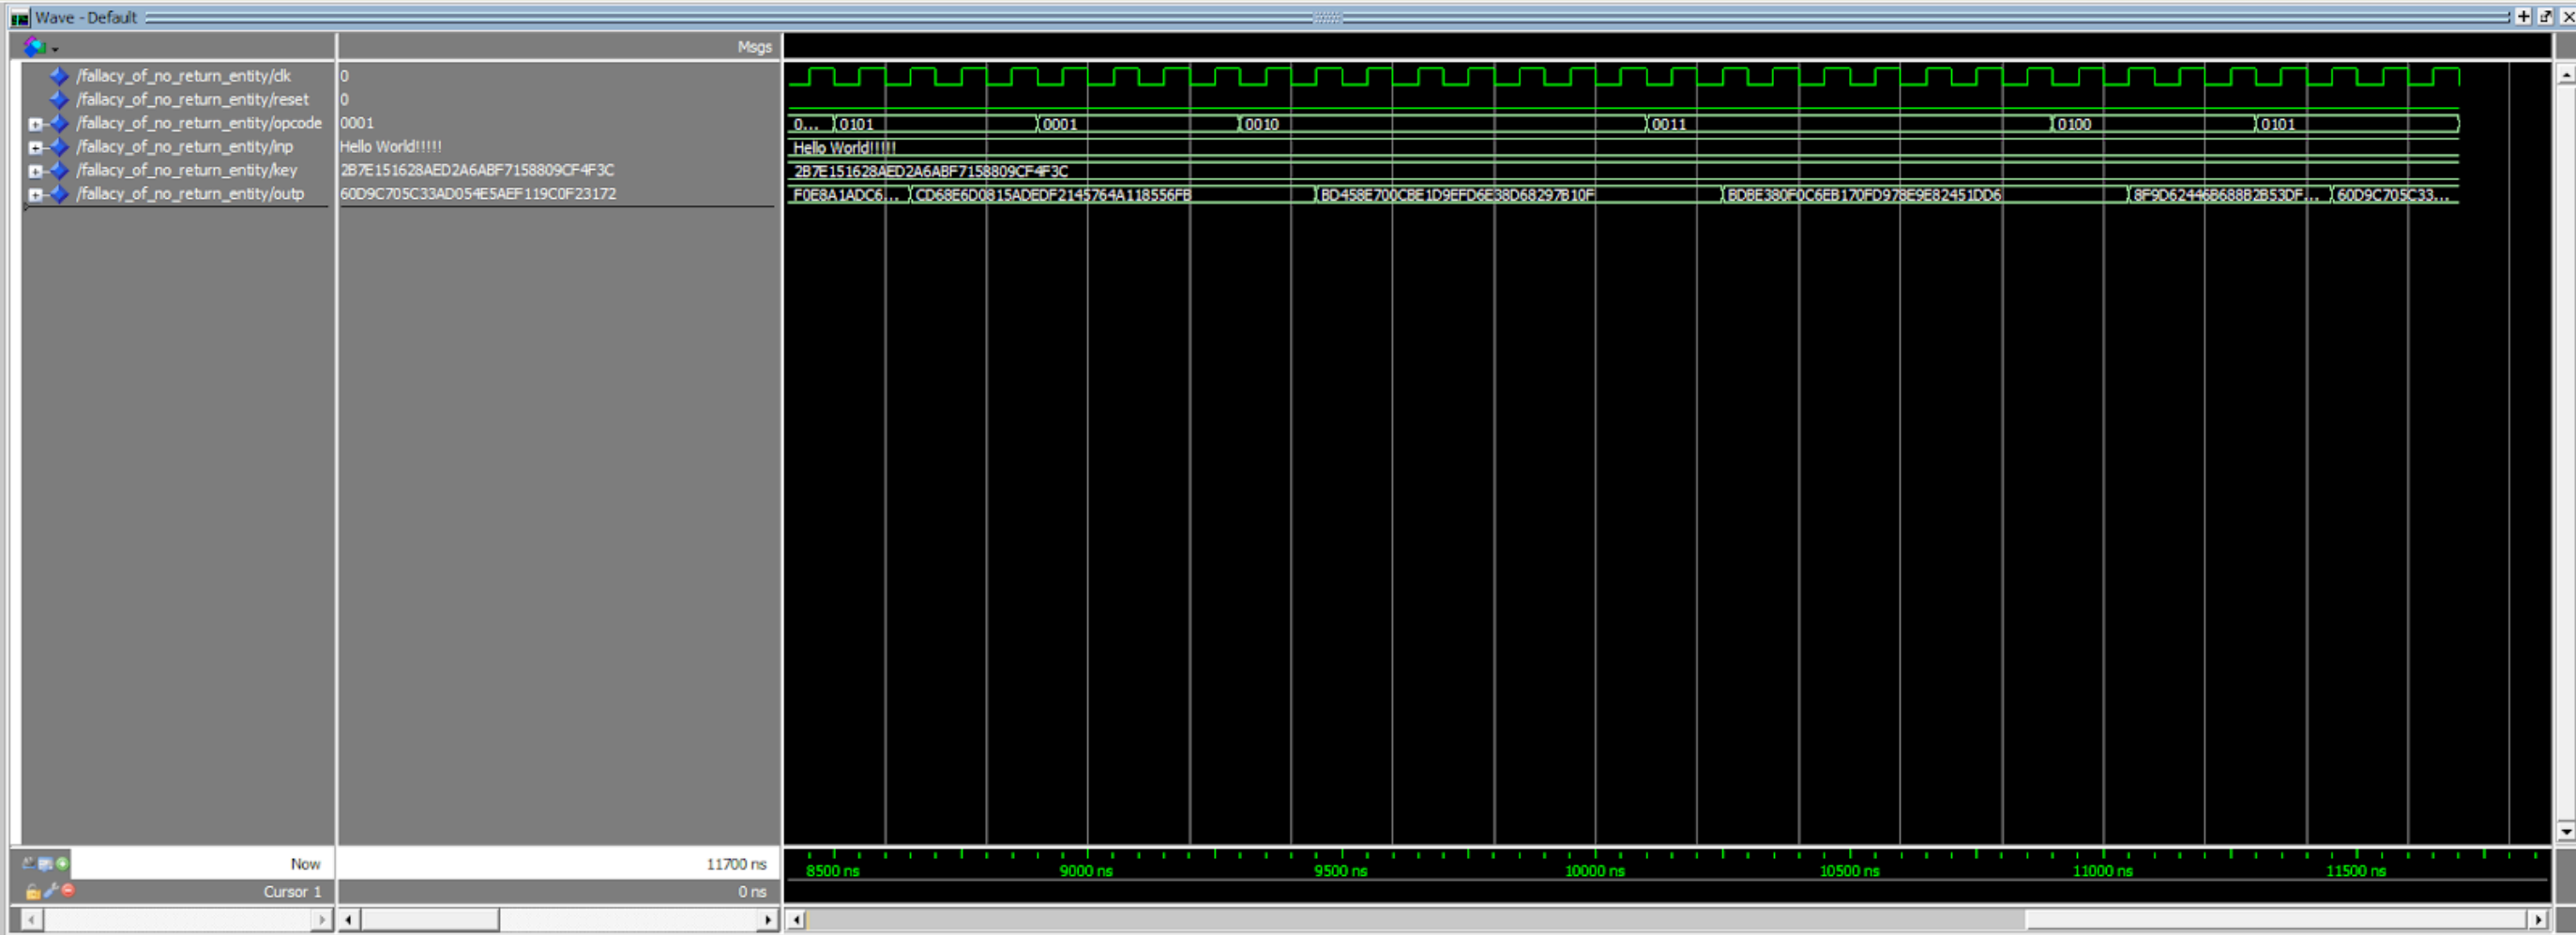 Wave - Default
Msgs
/fallacy_of_no_return_entity/clk 0
/fallacy_of_no_return_entity/reset 0
/fallacy_of_no_return_entity/opcode 0001 0... 0101 0001 0010 0011 0100 0101
/fallacy_of_no_return_entity/inp Hello World!!!!! Hello World!!!!!
/fallacy_of_no_return_entity/key 2B7E151628AED2A6ABF7158809CF4F3C 2B7E151628AED2A6ABF7158809CF4F3C
/fallacy_of_no_return_entity/outp 60D9C705C33AD054E5AEF119C0F23172 F0E8A1ADC6... CD68E6D0815ADEDF2145764A118556FB BD458E700CBE1D9EFD6E38D68297B10F BDBE380F0C6EB170FD978E9E82451DD6 8F9D62446B688B2B53DF... 60D9C705C33...
Now 11700 ns 8500 ns 9000 ns 9500 ns 10000 ns 10500 ns 11000 ns 11500 ns
Cursor 1 0 ns